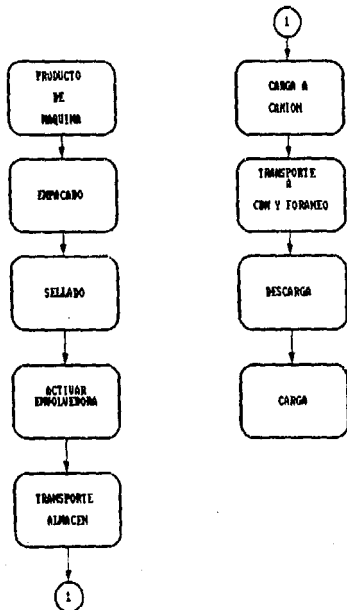 PRODUCTO
DE
MAQUINA
EMPACADO
SELLADO
ACTIVAR
ENVOLVEDORA
TRANSPORTE
ALMACEN
1
1
CARGA A
CAMION
TRANSPORTE
A
CDM Y FORANEO
DESCARGA
CARGA